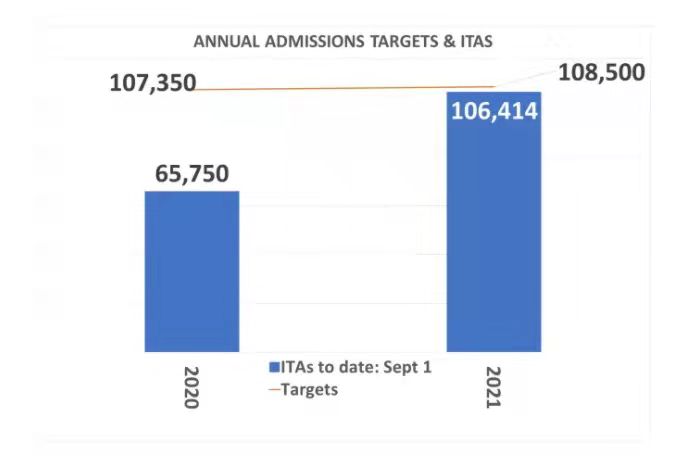 ANNUAL ADMISSIONS TARGETS & ITAS
107,350
108,500
106,414
65,750
ITAs to date: Sept 1
Targets
2020
2021